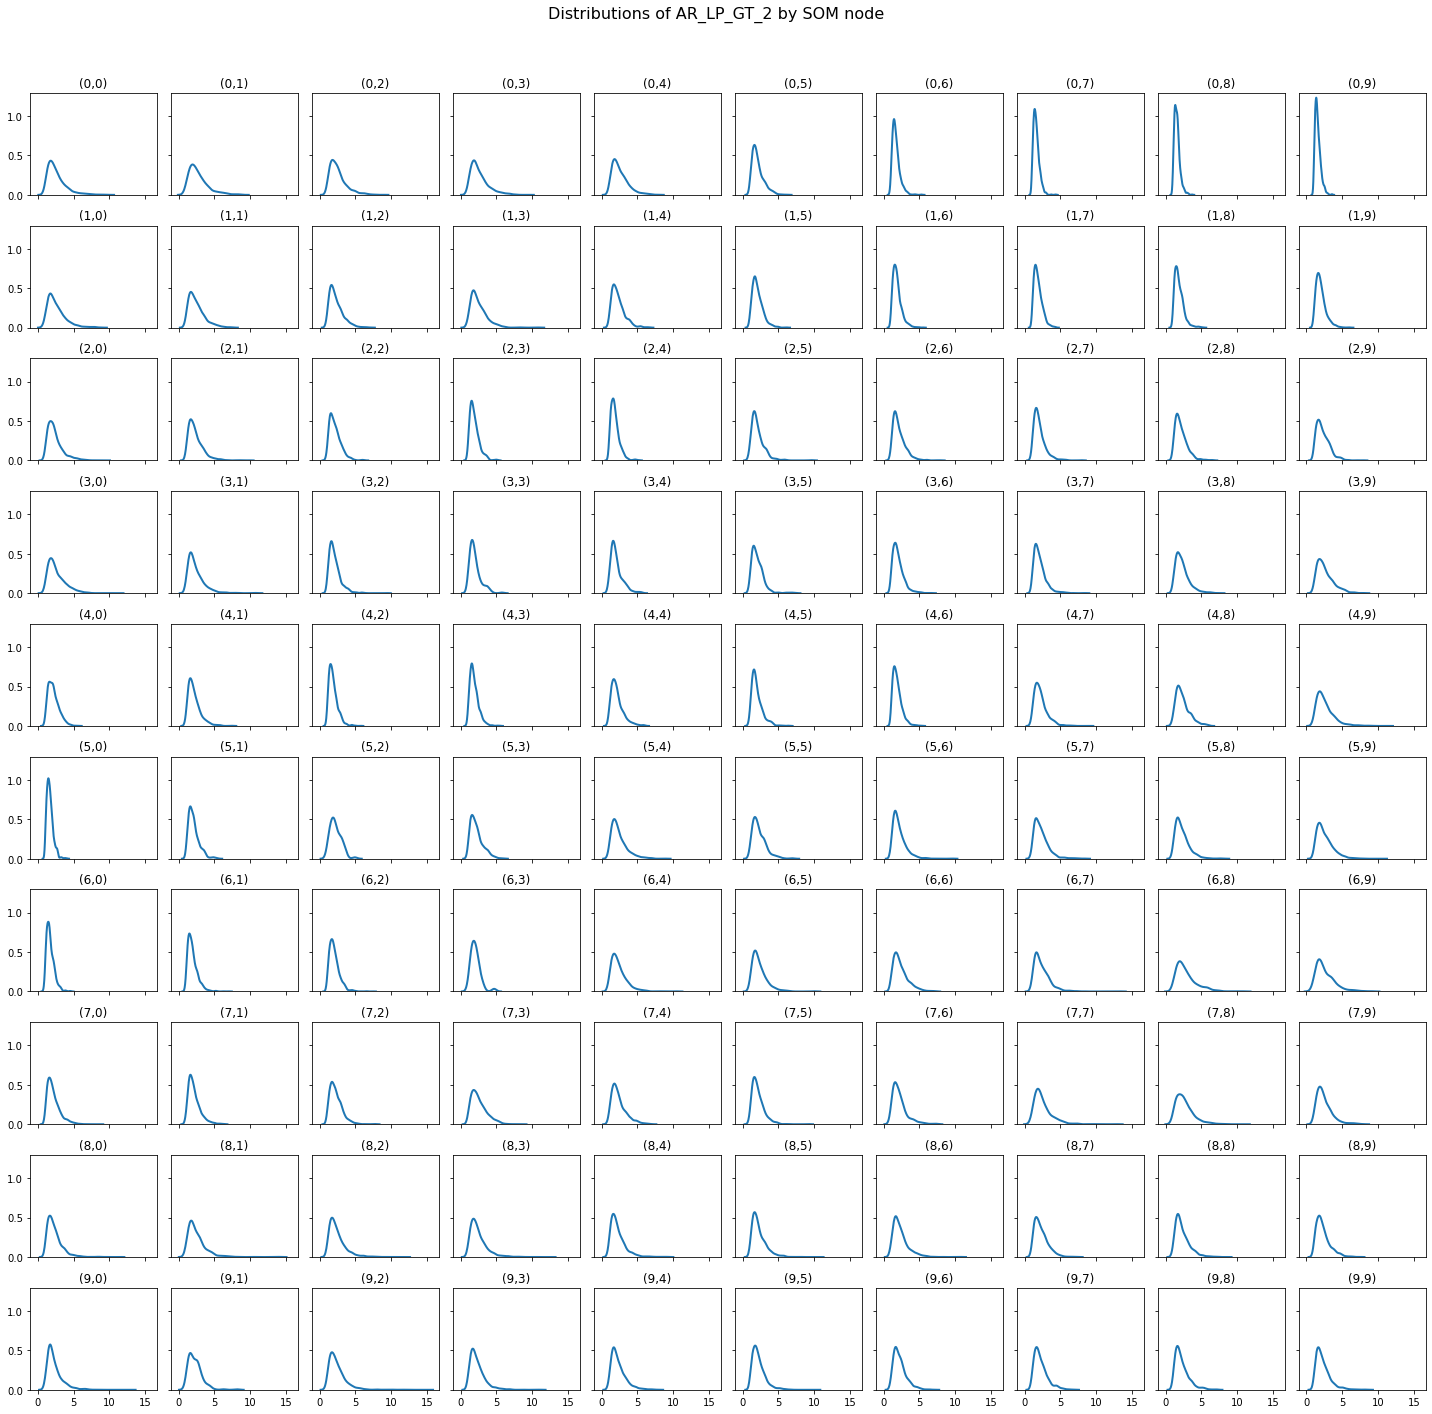 Distributions of AR_LP_GT_2 by SOM node
(0,0) (0,1) (0,2) (0,3) (0,4) (0,5) (0,6) (0,7) (0,8) (0,9)
1.0
0.5
0.0
(1,0) (1,1) (1,2) (1,3) (1,4) (1,5) (1,6) (1,7) (1,8) (1,9)
1.0
0.5
0.0
(2,0) (2,1) (2,2) (2,3) (2,4) (2,5) (2,6) (2,7) (2,8) (2,9)
1.0
0.5
0.0
(3,0) (3,1) (3,2) (3,3) (3,4) (3,5) (3,6) (3,7) (3,8) (3,9)
1.0
0.5
0.0
(4,0) (4,1) (4,2) (4,3) (4,4) (4,5) (4,6) (4,7) (4,8) (4,9)
1.0
0.5
0.0
(5,0) (5,1) (5,2) (5,3) (5,4) (5,5) (5,6) (5,7) (5,8) (5,9)
1.0
0.5
0.0
(6,0) (6,1) (6,2) (6,3) (6,4) (6,5) (6,6) (6,7) (6,8) (6,9)
1.0
0.5
0.0
(7,0) (7,1) (7,2) (7,3) (7,4) (7,5) (7,6) (7,7) (7,8) (7,9)
1.0
0.5
0.0
(8,0) (8,1) (8,2) (8,3) (8,4) (8,5) (8,6) (8,7) (8,8) (8,9)
1.0
0.5
0.0
(9,0) (9,1) (9,2) (9,3) (9,4) (9,5) (9,6) (9,7) (9,8) (9,9)
1.0
0.5
0.0
0 5 10 15 0 5 10 15 0 5 10 15 0 5 10 15 0 5 10 15 0 5 10 15 0 5 10 15 0 5 10 15 0 5 10 15 0 5 10 15